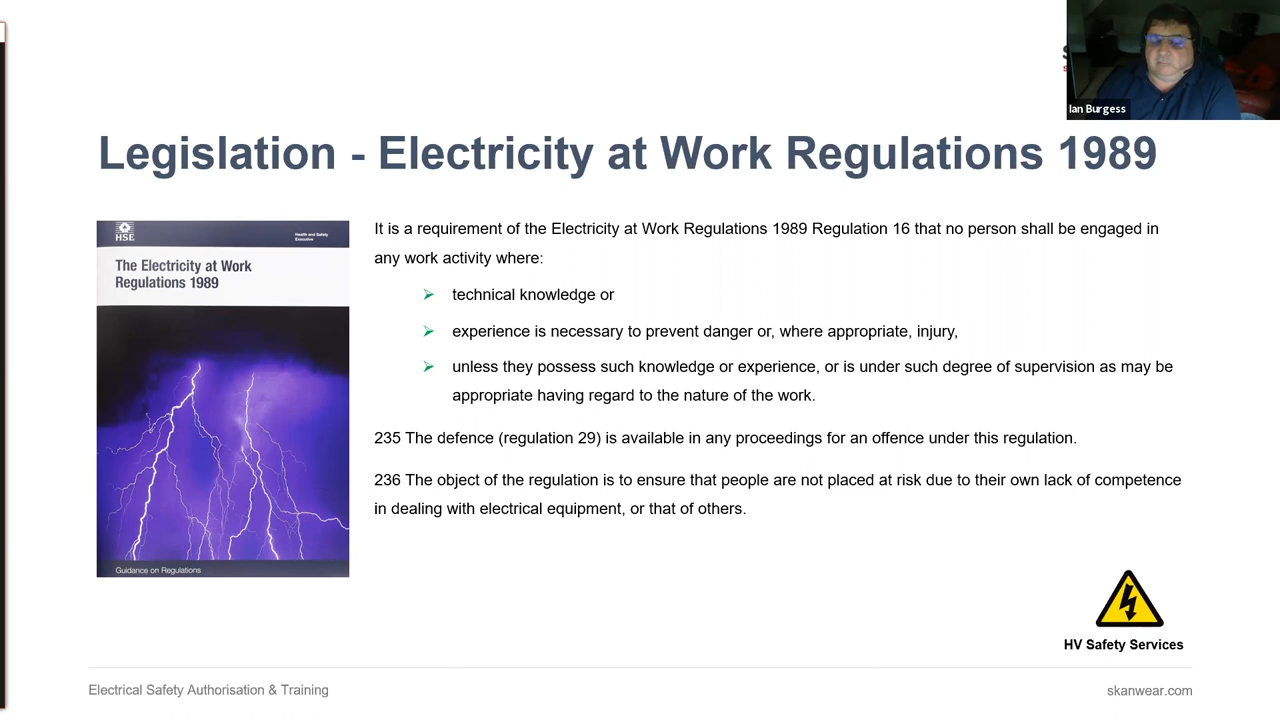 Ian Burgess
Legislation - Electricity at Work Regulations 1989
HSE
Health and Safety
Executive
The Electricity at Work
Regulations 1989
Guidance on Regulations
It is a requirement of the Electricity at Work Regulations 1989 Regulation 16 that no person shall be engaged in
any work activity where:
technical knowledge or
experience is necessary to prevent danger or, where appropriate, injury,
unless they possess such knowledge or experience, or is under such degree of supervision as may be
appropriate having regard to the nature of the work.
235 The defence (regulation 29) is available in any proceedings for an offence under this regulation.
236 The object of the regulation is to ensure that people are not placed at risk due to their own lack of competence
in dealing with electrical equipment, or that of others.
HV Safety Services
Electrical Safety Authorisation & Training
skanwear.com